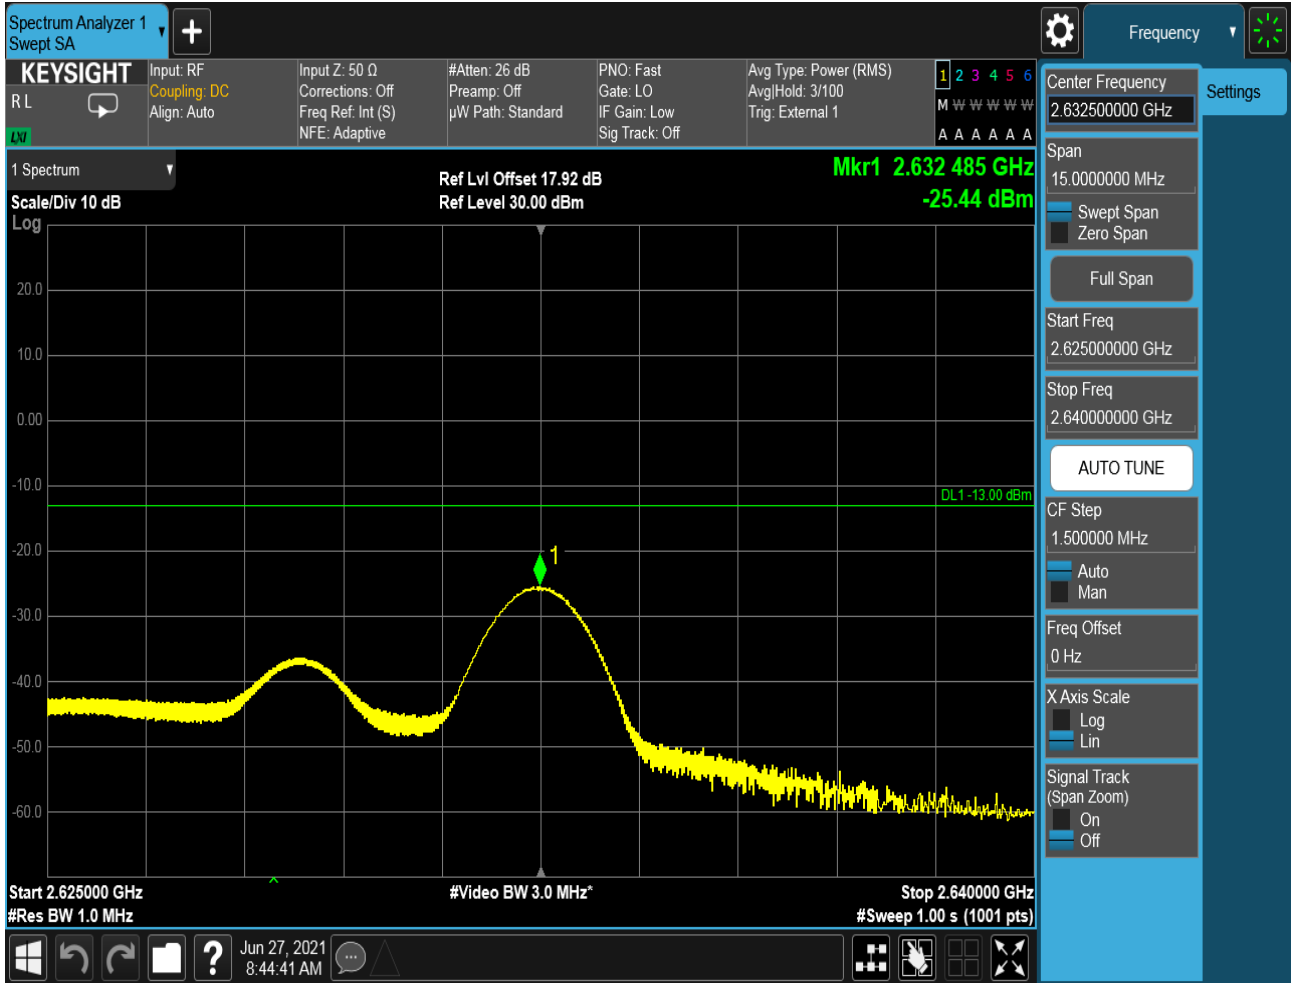 Spectrum Analyzer 1
Swept SA
Frequency
KEYSIGHT
R L
LXI
Input: RF
Coupling: DC
Align: Auto
Input Z: 50 Ω
Corrections: Off
Freq Ref: Int (S)
NFE: Adaptive
#Atten: 26 dB
Preamp: Off
µW Path: Standard
PNO: Fast
Gate: LO
IF Gain: Low
Sig Track: Off
Avg Type: Power (RMS)
Avg|Hold: 3/100
Trig: External 1
1 2 3 4 5 6
M W W W W W
A A A A A A
1 Spectrum
Scale/Div 10 dB
Log
Ref Lvl Offset 17.92 dB
Ref Level 30.00 dBm
Mkr1 2.632 485 GHz
-25.44 dBm
20.0
10.0
0.00
-10.0
DL1 -13.00 dBm
-20.0
1
-30.0
-40.0
-50.0
-60.0
Start 2.625000 GHz
#Video BW 3.0 MHz*
Stop 2.640000 GHz
#Res BW 1.0 MHz
#Sweep 1.00 s (1001 pts)
Center Frequency
2.632500000 GHz
Settings
Span
15.0000000 MHz
Swept Span
Zero Span
Full Span
Start Freq
2.625000000 GHz
Stop Freq
2.640000000 GHz
AUTO TUNE
CF Step
1.500000 MHz
Auto
Man
Freq Offset
0 Hz
X Axis Scale
Log
Lin
Signal Track
(Span Zoom)
On
Off
?
Jun 27, 2021
8:44:41 AM